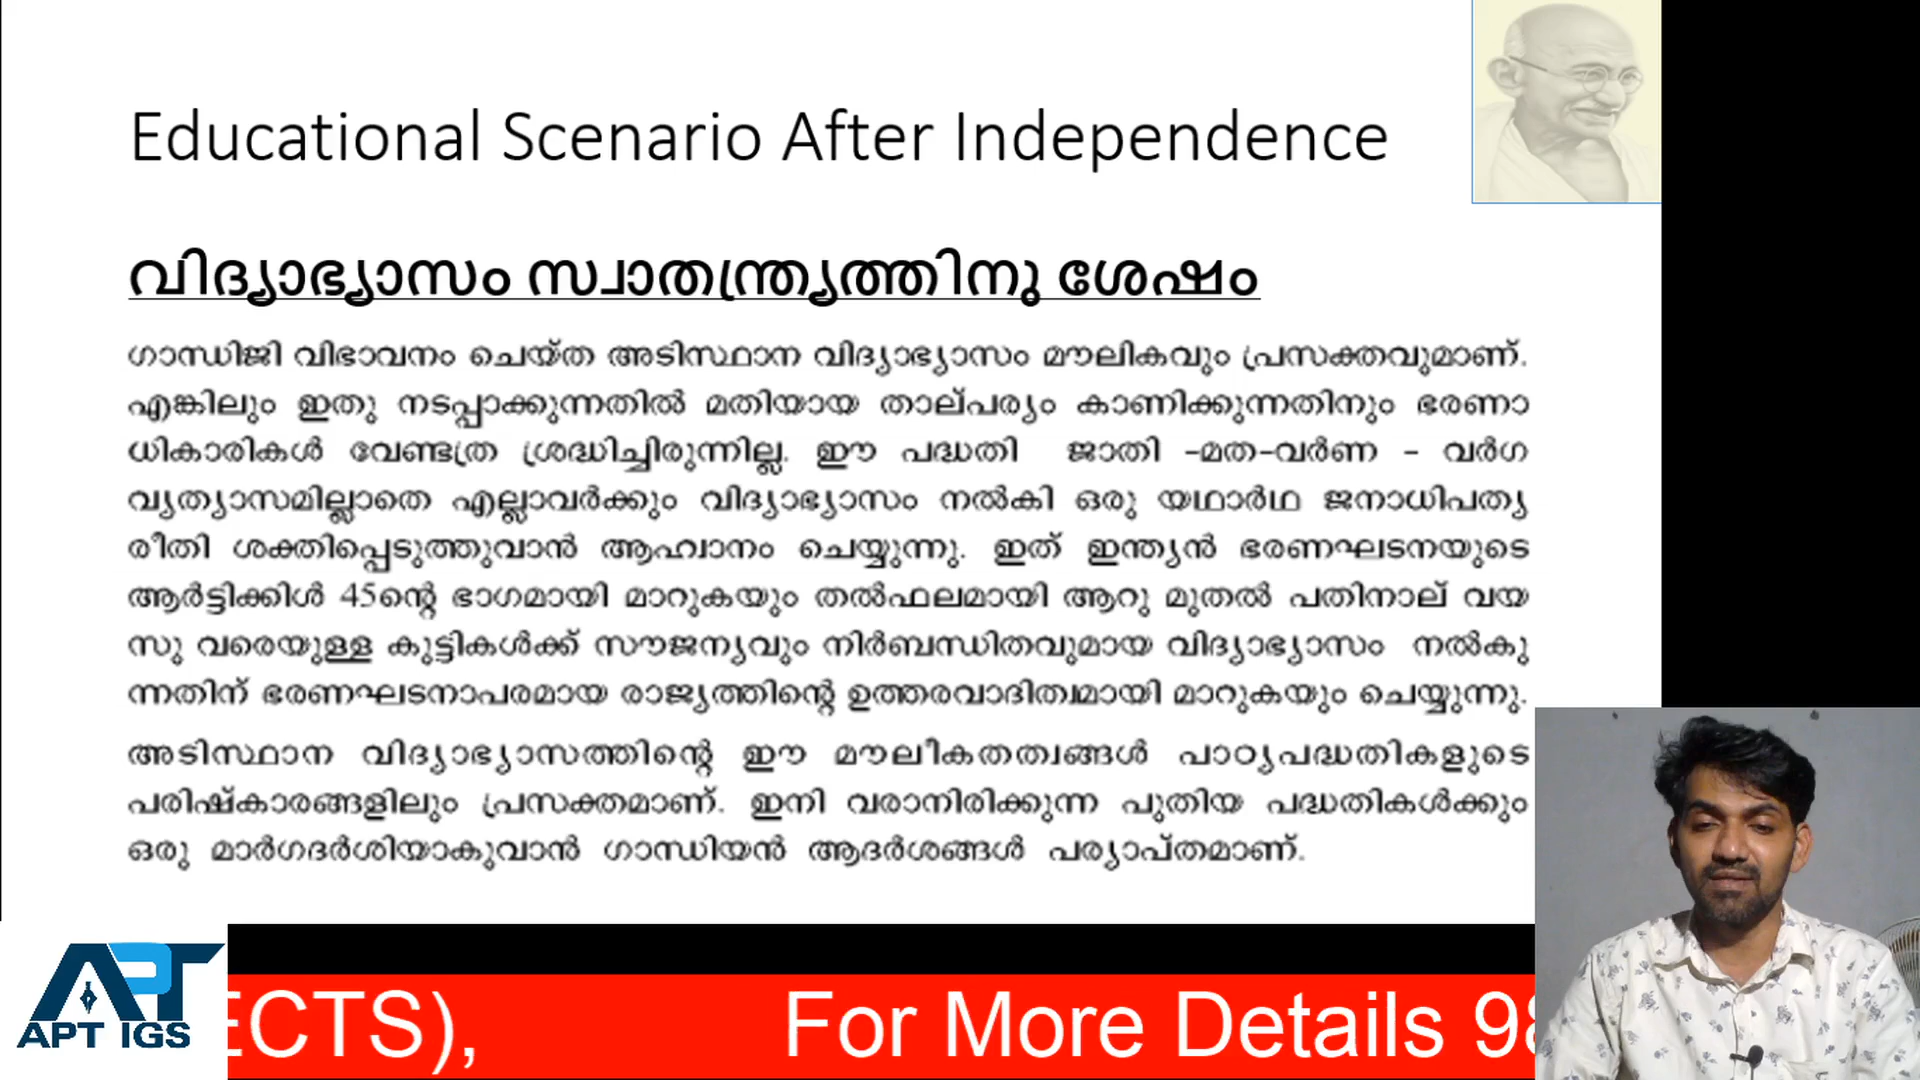 Educational Scenario After Independence
വിദ്യാഭ്യാസം സ്വാതന്ത്ര്യത്തിനു ശേഷം
ഗാന്ധിജി വിഭാവനം ചെയ്ത അടിസ്ഥാന വിദ്യാഭ്യാസം മൗലികവും പ്രസക്തവുമാണ്.
എങ്കിലും ഇതു നടപ്പാക്കുന്നതിൽ മതിയായ താല്പര്യം കാണിക്കുന്നതിനും ഭരണാ
ധികാരികൾ വേണ്ടത്ര ശ്രദ്ധിച്ചിരുന്നില്ല. ഈ പദ്ധതി ജാതി -മത-വർണ - വർഗ
വ്യത്യാസമില്ലാതെ എല്ലാവർക്കും വിദ്യാഭ്യാസം നൽകി ഒരു യഥാർഥ ജനാധിപത്യ
രീതി ശക്തിപ്പെടുത്തുവാൻ ആഹ്വാനം ചെയ്യുന്നു. ഇത് ഇന്ത്യൻ ഭരണഘടനയുടെ
ആർട്ടിക്കിൾ 45ന്റെ ഭാഗമായി മാറുകയും തൽഫലമായി ആറു മുതൽ പതിനാല് വയ
സു വരെയുള്ള കുട്ടികൾക്ക് സൗജന്യവും നിർബന്ധിതവുമായ വിദ്യാഭ്യാസം നൽകു
ന്നതിന് ഭരണഘടനാപരമായ രാജ്യത്തിന്റെ ഉത്തരവാദിത്വമായി മാറുകയും ചെയ്യുന്നു.
അടിസ്ഥാന വിദ്യാഭ്യാസത്തിന്റെ ഈ മൗലീകതത്വങ്ങൾ പാഠ്യപദ്ധതികളുടെ
പരിഷ്കാരങ്ങളിലും പ്രസക്തമാണ്. ഇനി വരാനിരിക്കുന്ന പുതിയ പദ്ധതികൾക്കും
ഒരു മാർഗദർശിയാകുവാൻ ഗാന്ധിയൻ ആദർശങ്ങൾ പര്യാപ്തമാണ്.
APT
APT IGS
ECTS), For More Details 98